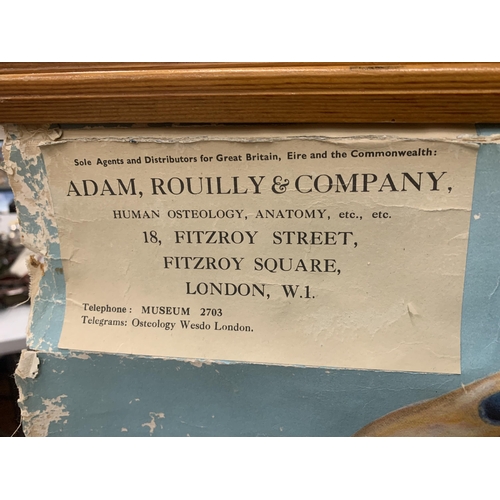 Sole Agents and Distributors for Great Britain, Eire and the Commonwealth:
ADAM, ROUILLY & COMPANY,
HUMAN OSTEOLOGY, ANATOMY, etc., etc.
18, FITZROY STREET,
FITZROY SQUARE,
LONDON, W.1.
Telephone: MUSEUM 2703
Telegrams: Osteology Wesdo London.